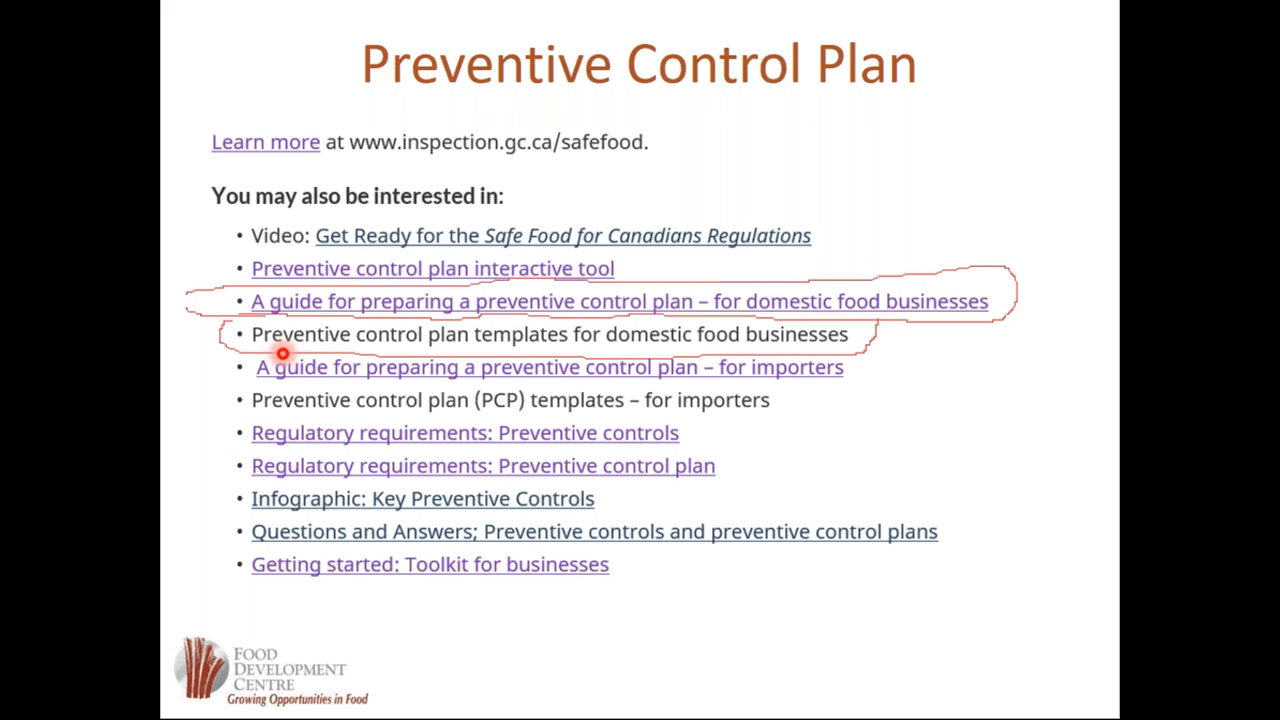 Preventive Control Plan
Learn more at www.inspection.gc.ca/safefood.
You may also be interested in:
• Video: Get Ready for the Safe Food for Canadians Regulations
• Preventive control plan interactive tool
• A guide for preparing a preventive control plan – for domestic food businesses
• Preventive control plan templates for domestic food businesses
• A guide for preparing a preventive control plan – for importers
• Preventive control plan (PCP) templates – for importers
• Regulatory requirements: Preventive controls
• Regulatory requirements: Preventive control plan
• Infographic: Key Preventive Controls
• Questions and Answers; Preventive controls and preventive control plans
• Getting started: Toolkit for businesses
FOOD
DEVELOPMENT
CENTRE
Growing Opportunities in Food